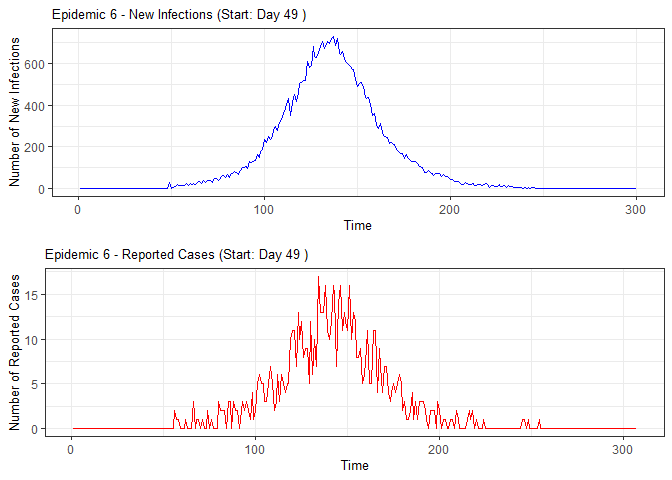 Epidemic 6 - New Infections (Start: Day 49 )
Number of New Infections
600
400
200
0
0
100
200
300
Time
Epidemic 6 - Reported Cases (Start: Day 49 )
Number of Reported Cases
15
10
5
0
0
100
200
300
Time